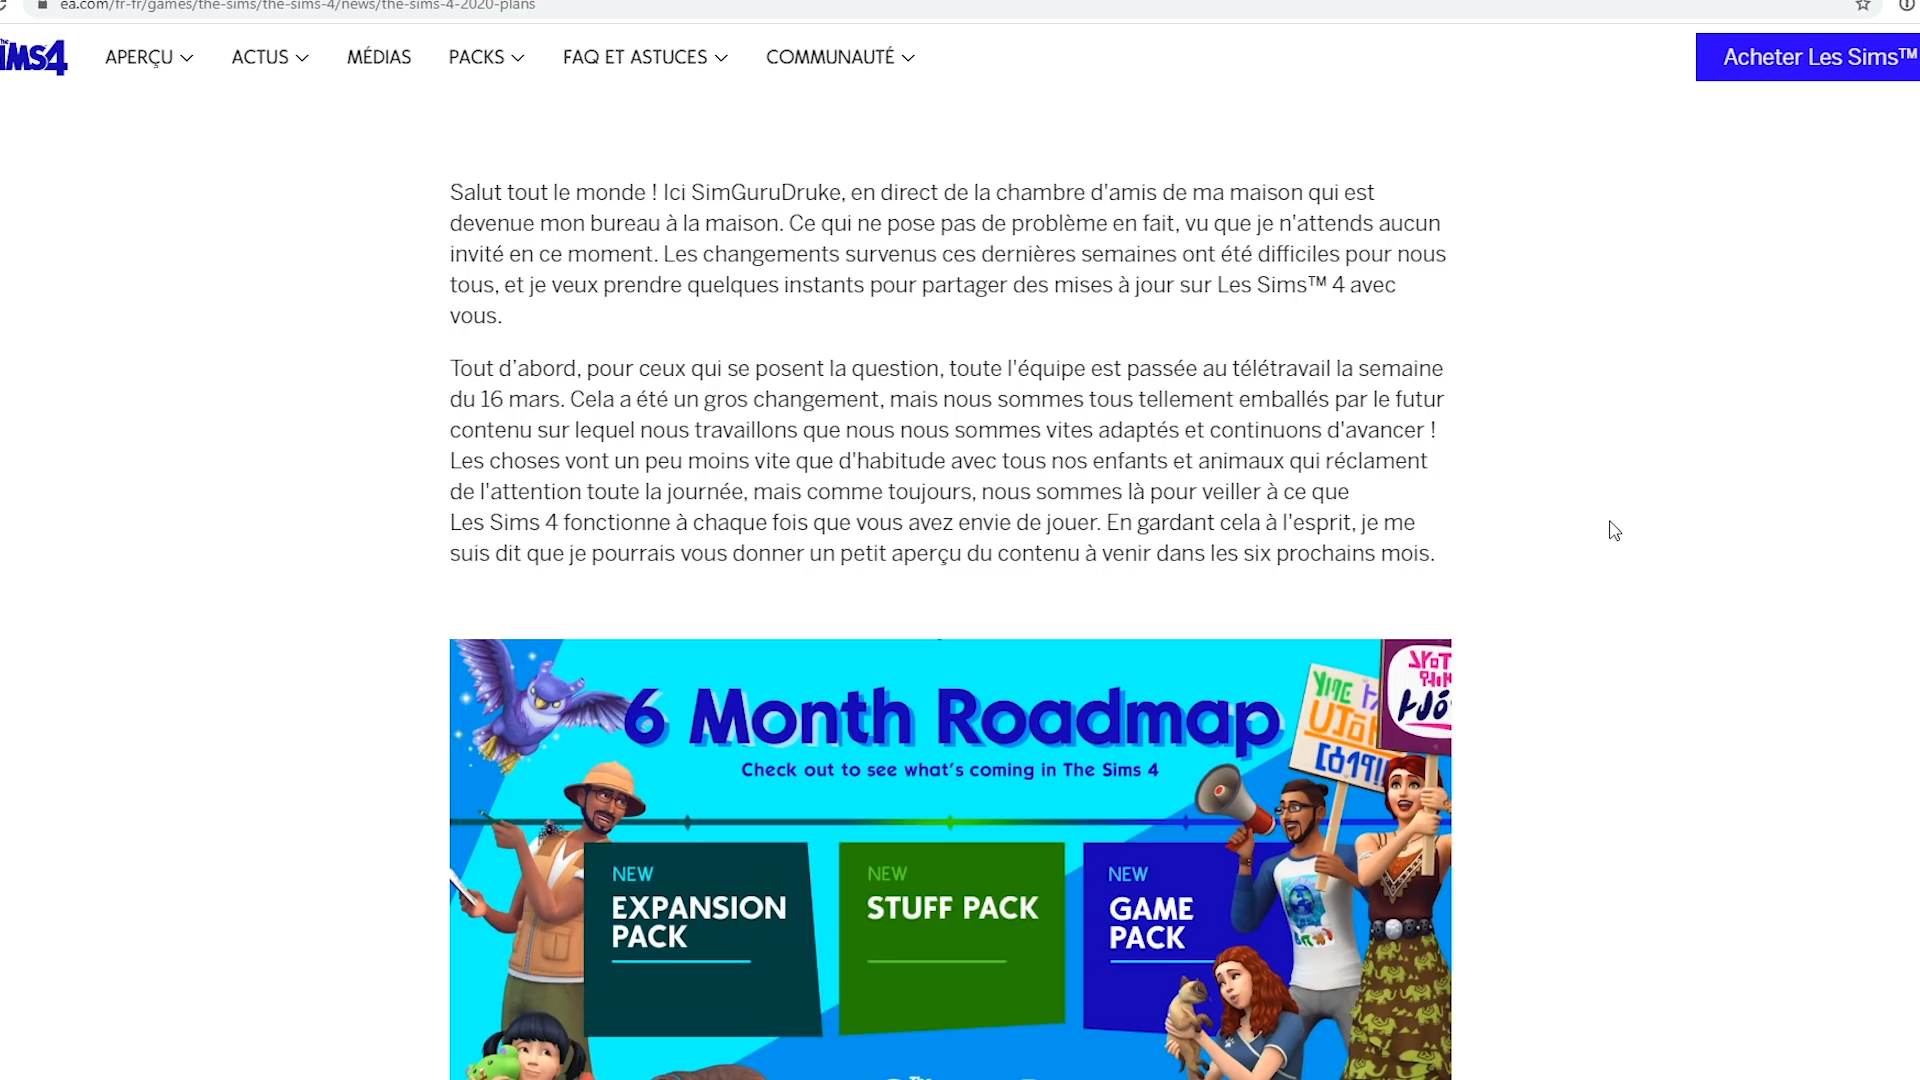 ea.com/fr-fr/games/the-sims/the-sims-4/news/the-sims-4-2020-plans
APERÇU
ACTUS
MÉDIAS
PACKS
FAQ ET ASTUCES
COMMUNAUTÉ
Acheter Les Sims™
Salut tout le monde ! Ici SimGuruDruke, en direct de la chambre d'amis de ma maison qui est
devenue mon bureau à la maison. Ce qui ne pose pas de problème en fait, vu que je n'attends aucun
invité en ce moment. Les changements survenus ces dernières semaines ont été difficiles pour nous
tous, et je veux prendre quelques instants pour partager des mises à jour sur Les Sims™ 4 avec
vous.
Tout d’abord, pour ceux qui se posent la question, toute l'équipe est passée au télétravail la semaine
du 16 mars. Cela a été un gros changement, mais nous sommes tous tellement emballés par le futur
contenu sur lequel nous travaillons que nous nous sommes vites adaptés et continuons d'avancer !
Les choses vont un peu moins vite que d'habitude avec tous nos enfants et animaux qui réclament
de l'attention toute la journée, mais comme toujours, nous sommes là pour veiller à ce que
Les Sims 4 fonctionne à chaque fois que vous avez envie de jouer. En gardant cela à l'esprit, je me
suis dit que je pourrais vous donner un petit aperçu du contenu à venir dans les six prochains mois.
6 Month Roadmap
Check out to see what's coming in The Sims 4
NEW
EXPANSION
PACK
NEW
STUFF PACK
NEW
GAME
PACK